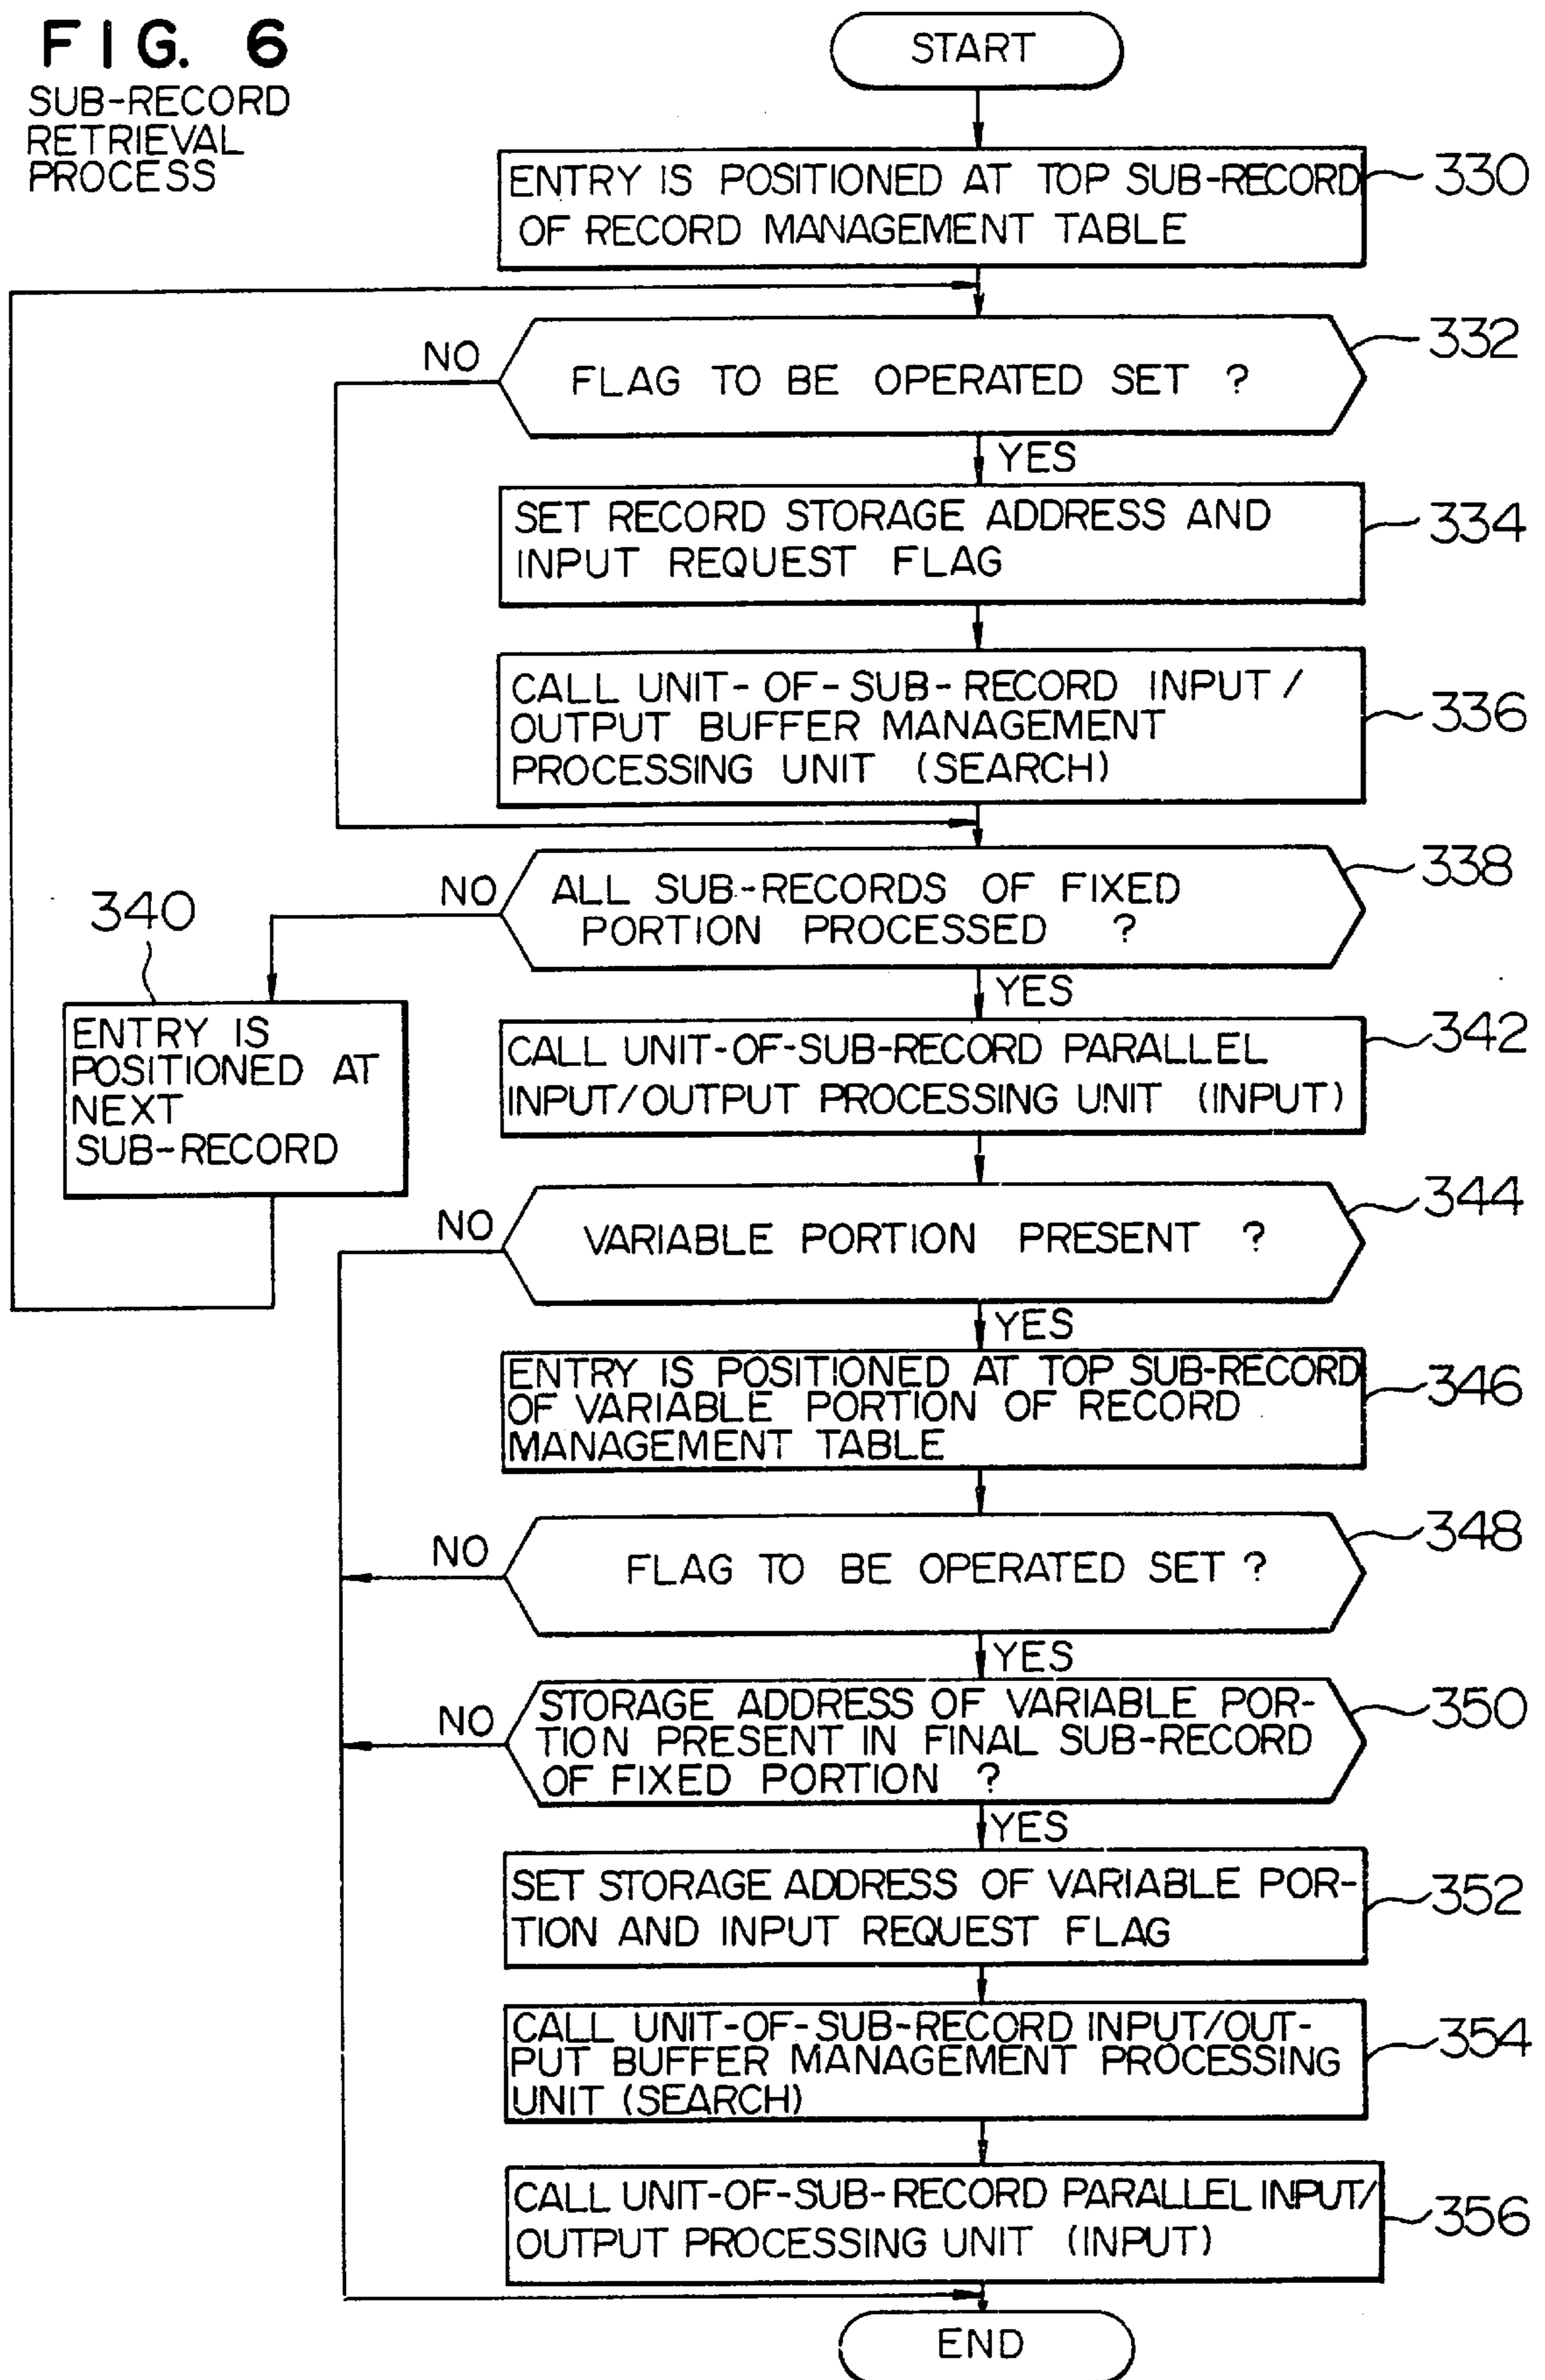 FIG. 6
SUB-RECORD
RETRIEVAL
PROCESS
START
ENTRY IS POSITIONED AT TOP SUB-RECORD
OF RECORD MANAGEMENT TABLE
330
NO
FLAG TO BE OPERATED SET ?
332
YES
SET RECORD STORAGE ADDRESS AND
INPUT REQUEST FLAG
334
CALL UNIT-OF-SUB-RECORD INPUT/
OUTPUT BUFFER MANAGEMENT
PROCESSING UNIT (SEARCH)
336
NO
ALL SUB-RECORDS OF FIXED
PORTION PROCESSED ?
338
340
ENTRY IS
POSITIONED AT
NEXT
SUB-RECORD
YES
CALL UNIT-OF-SUB-RECORD PARALLEL
INPUT/OUTPUT PROCESSING UNIT (INPUT)
342
NO
VARIABLE PORTION PRESENT ?
344
YES
ENTRY IS POSITIONED AT TOP SUB-RECORD
OF VARIABLE PORTION OF RECORD
MANAGEMENT TABLE
346
NO
FLAG TO BE OPERATED SET ?
348
YES
NO
STORAGE ADDRESS OF VARIABLE POR-
TION PRESENT IN FINAL SUB-RECORD
OF FIXED PORTION ?
350
YES
SET STORAGE ADDRESS OF VARIABLE POR-
TION AND INPUT REQUEST FLAG
352
CALL UNIT-OF-SUB-RECORD INPUT/OUT-
PUT BUFFER MANAGEMENT PROCESSING
UNIT (SEARCH)
354
CALL UNIT-OF-SUB-RECORD PARALLEL INPUT/
OUTPUT PROCESSING UNIT (INPUT)
356
END